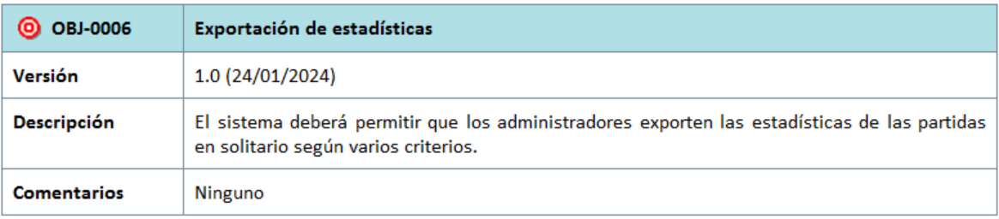 OBJ-0006 Exportación de estadísticas
Versión 1.0 (24/01/2024)
Descripción El sistema deberá permitir que los administradores exporten las estadísticas de las partidas
en solitario según varios criterios.
Comentarios Ninguno